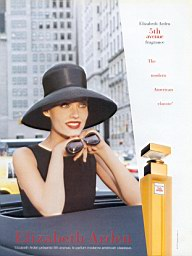 Elizabeth Arden
5th
avenue
fragrance
The
modern
American
classic!
Elizabeth Arden